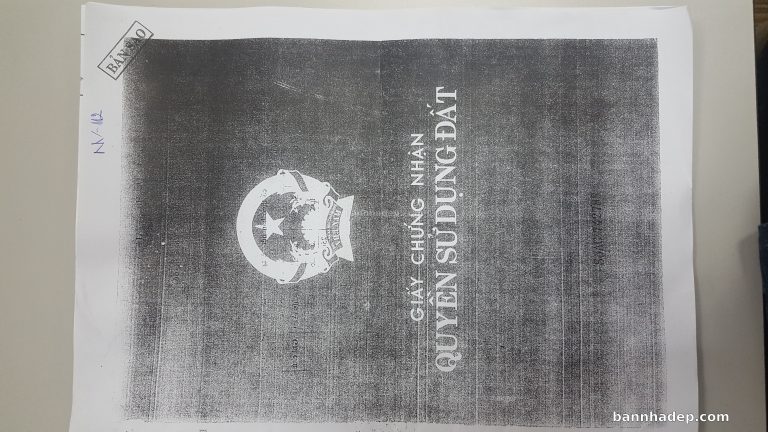 BẢN SAO
GIẤY CHỨNG NHẬN
QUYỀN SỬ DỤNG ĐẤT
bannhadep.com